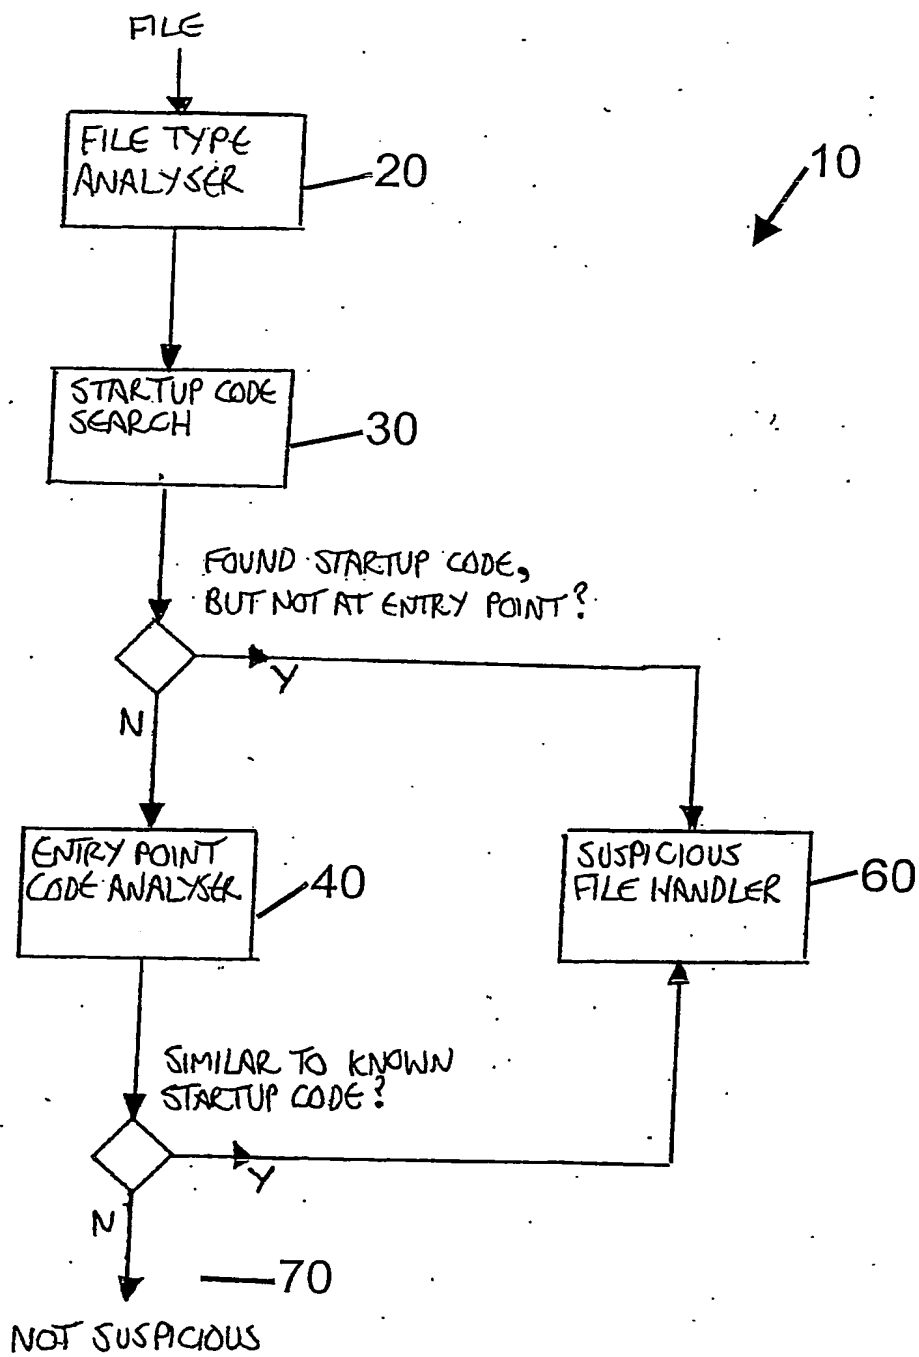 FILE
FILE TYPE
ANALYSER
20
10
STARTUP CODE
SEARCH
30
FOUND STARTUP CODE,
BUT NOT AT ENTRY POINT?
Y
N
ENTRY POINT
CODE ANALYSER
40
SUSPICIOUS
FILE HANDLER
60
SIMILAR TO KNOWN
STARTUP CODE?
Y
N
70
NOT SUSPICIOUS